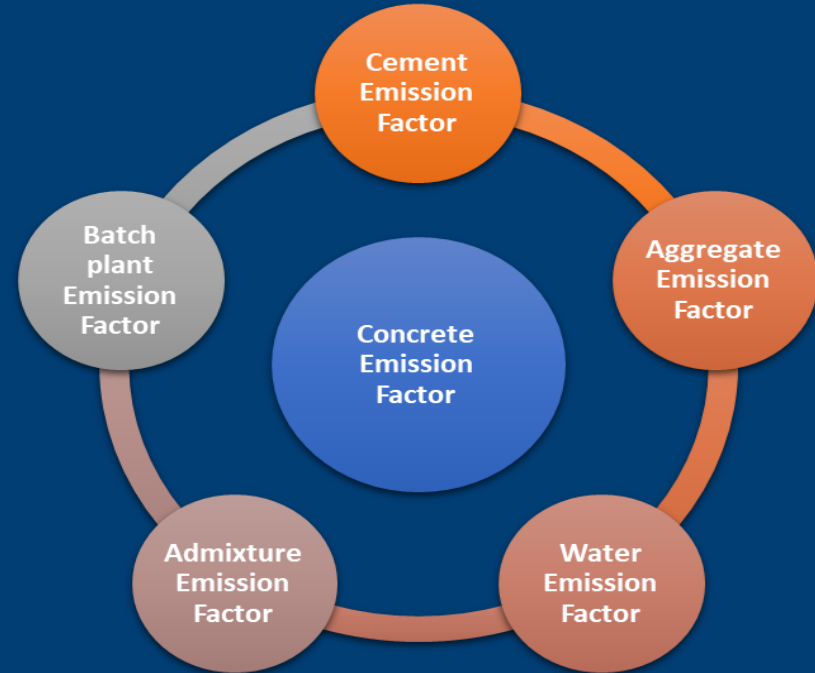 Cement
Emission
Factor
Aggregate
Emission
Factor
Water
Emission
Factor
Admixture
Emission
Factor
Batch
plant
Emission
Factor
Concrete
Emission
Factor